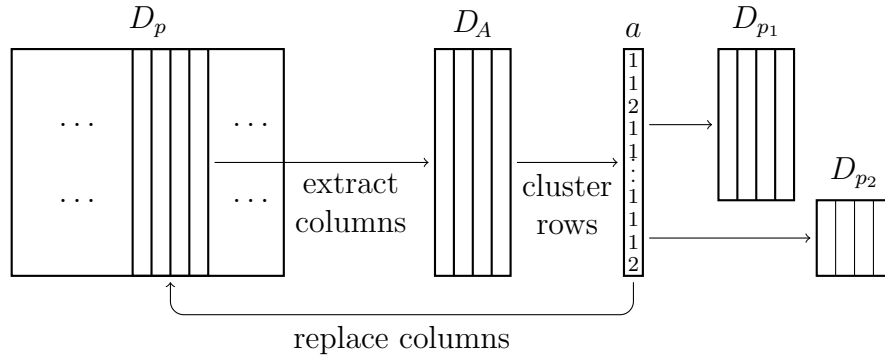 D_p
D_A
a
D_{p_1}
. . .
. . .
. . .
. . .
extract
columns
cluster
rows
1
1
2
1
1
⋮
1
1
1
2
D_{p_2}
replace columns